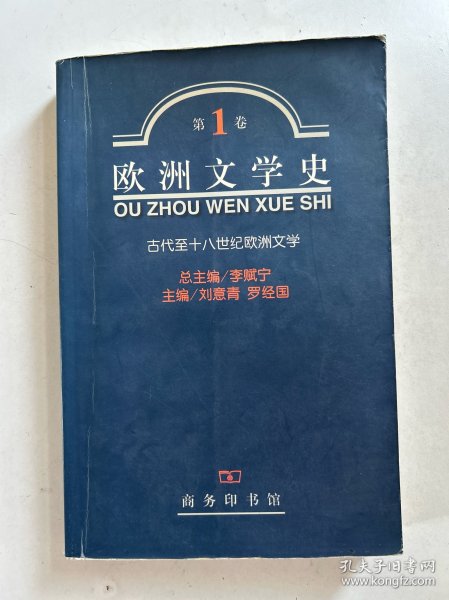 第1卷
欧洲文学史
OU ZHOU WEN XUE SHI
古代至十八世纪欧洲文学
总主编/李赋宁
主编/刘意青 罗经国
商务印书馆
孔夫子旧书网
www.kongfz.com